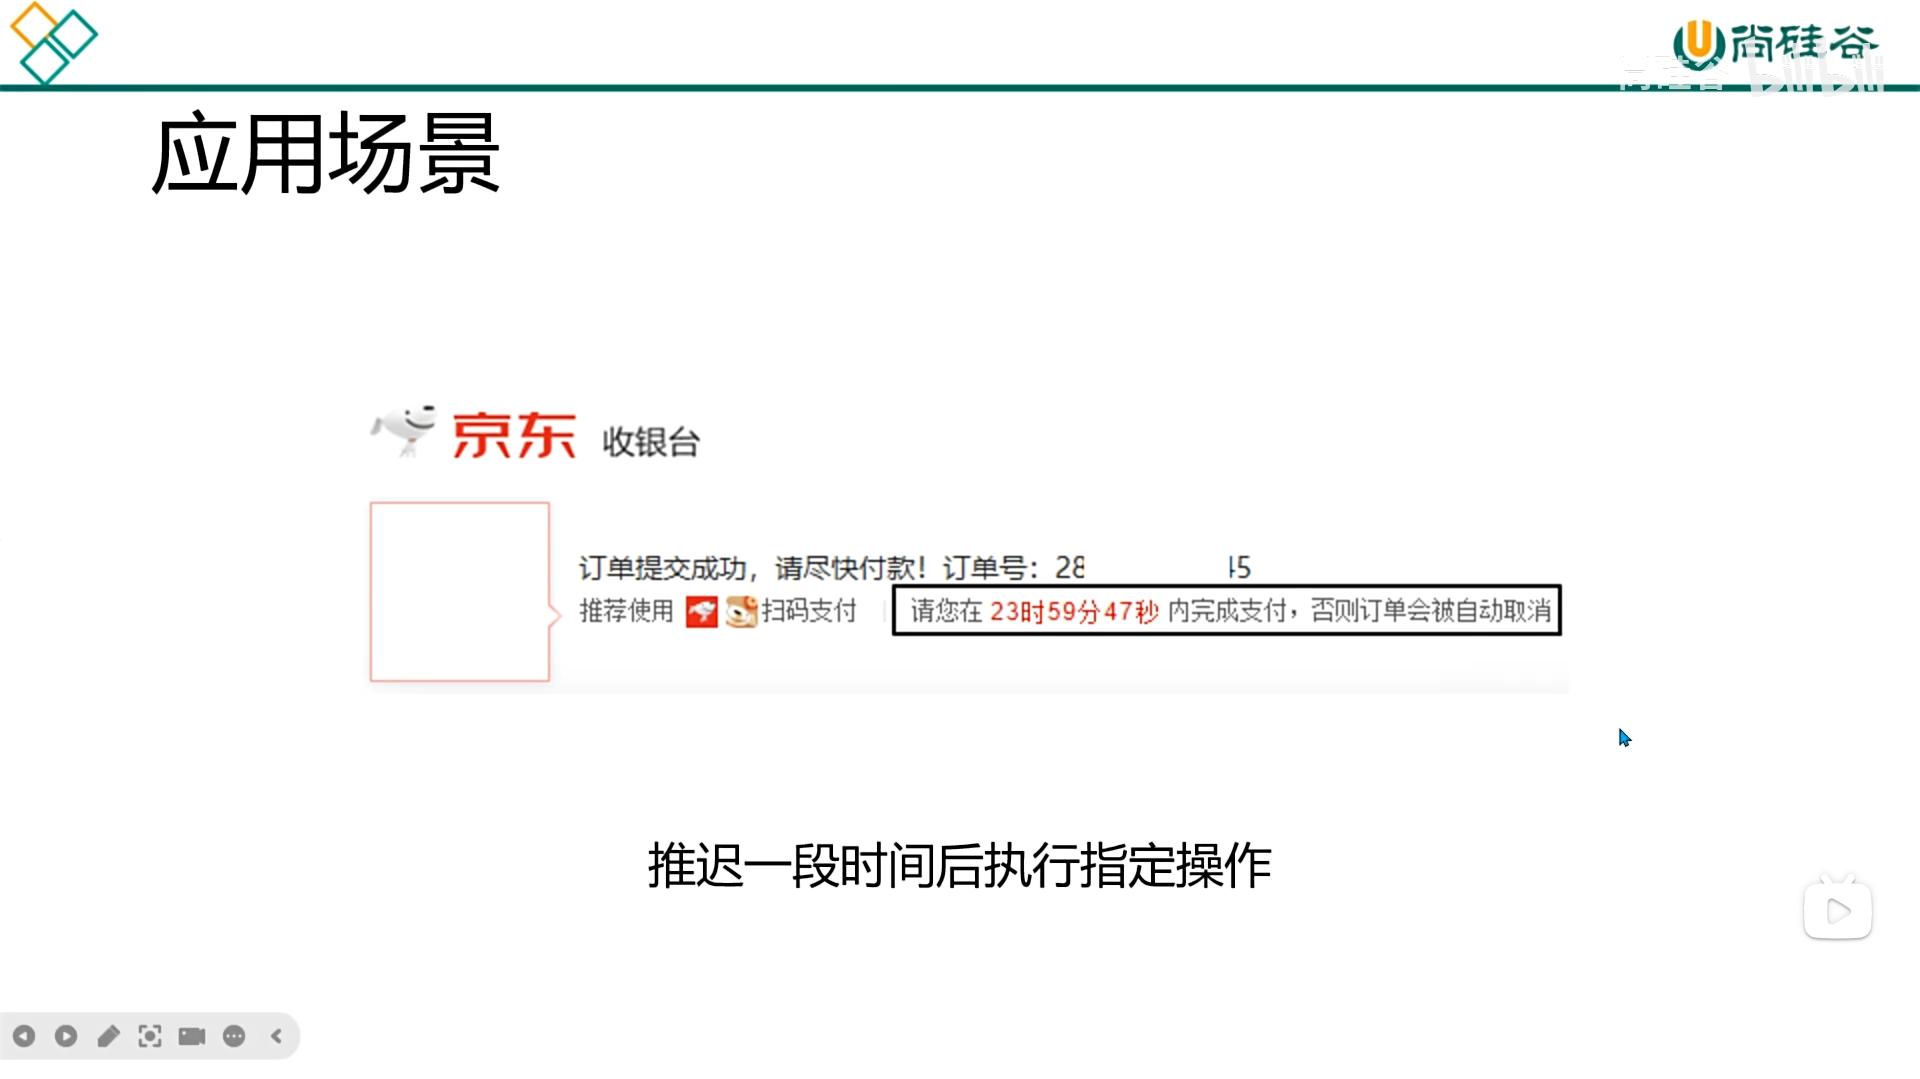 尚硅谷
尚硅谷 bilibili
应用场景
京东 收银台
订单提交成功，请尽快付款！订单号：28 45
推荐使用 扫码支付 请您在 23时59分47秒 内完成支付，否则订单会被自动取消
推迟一段时间后执行指定操作